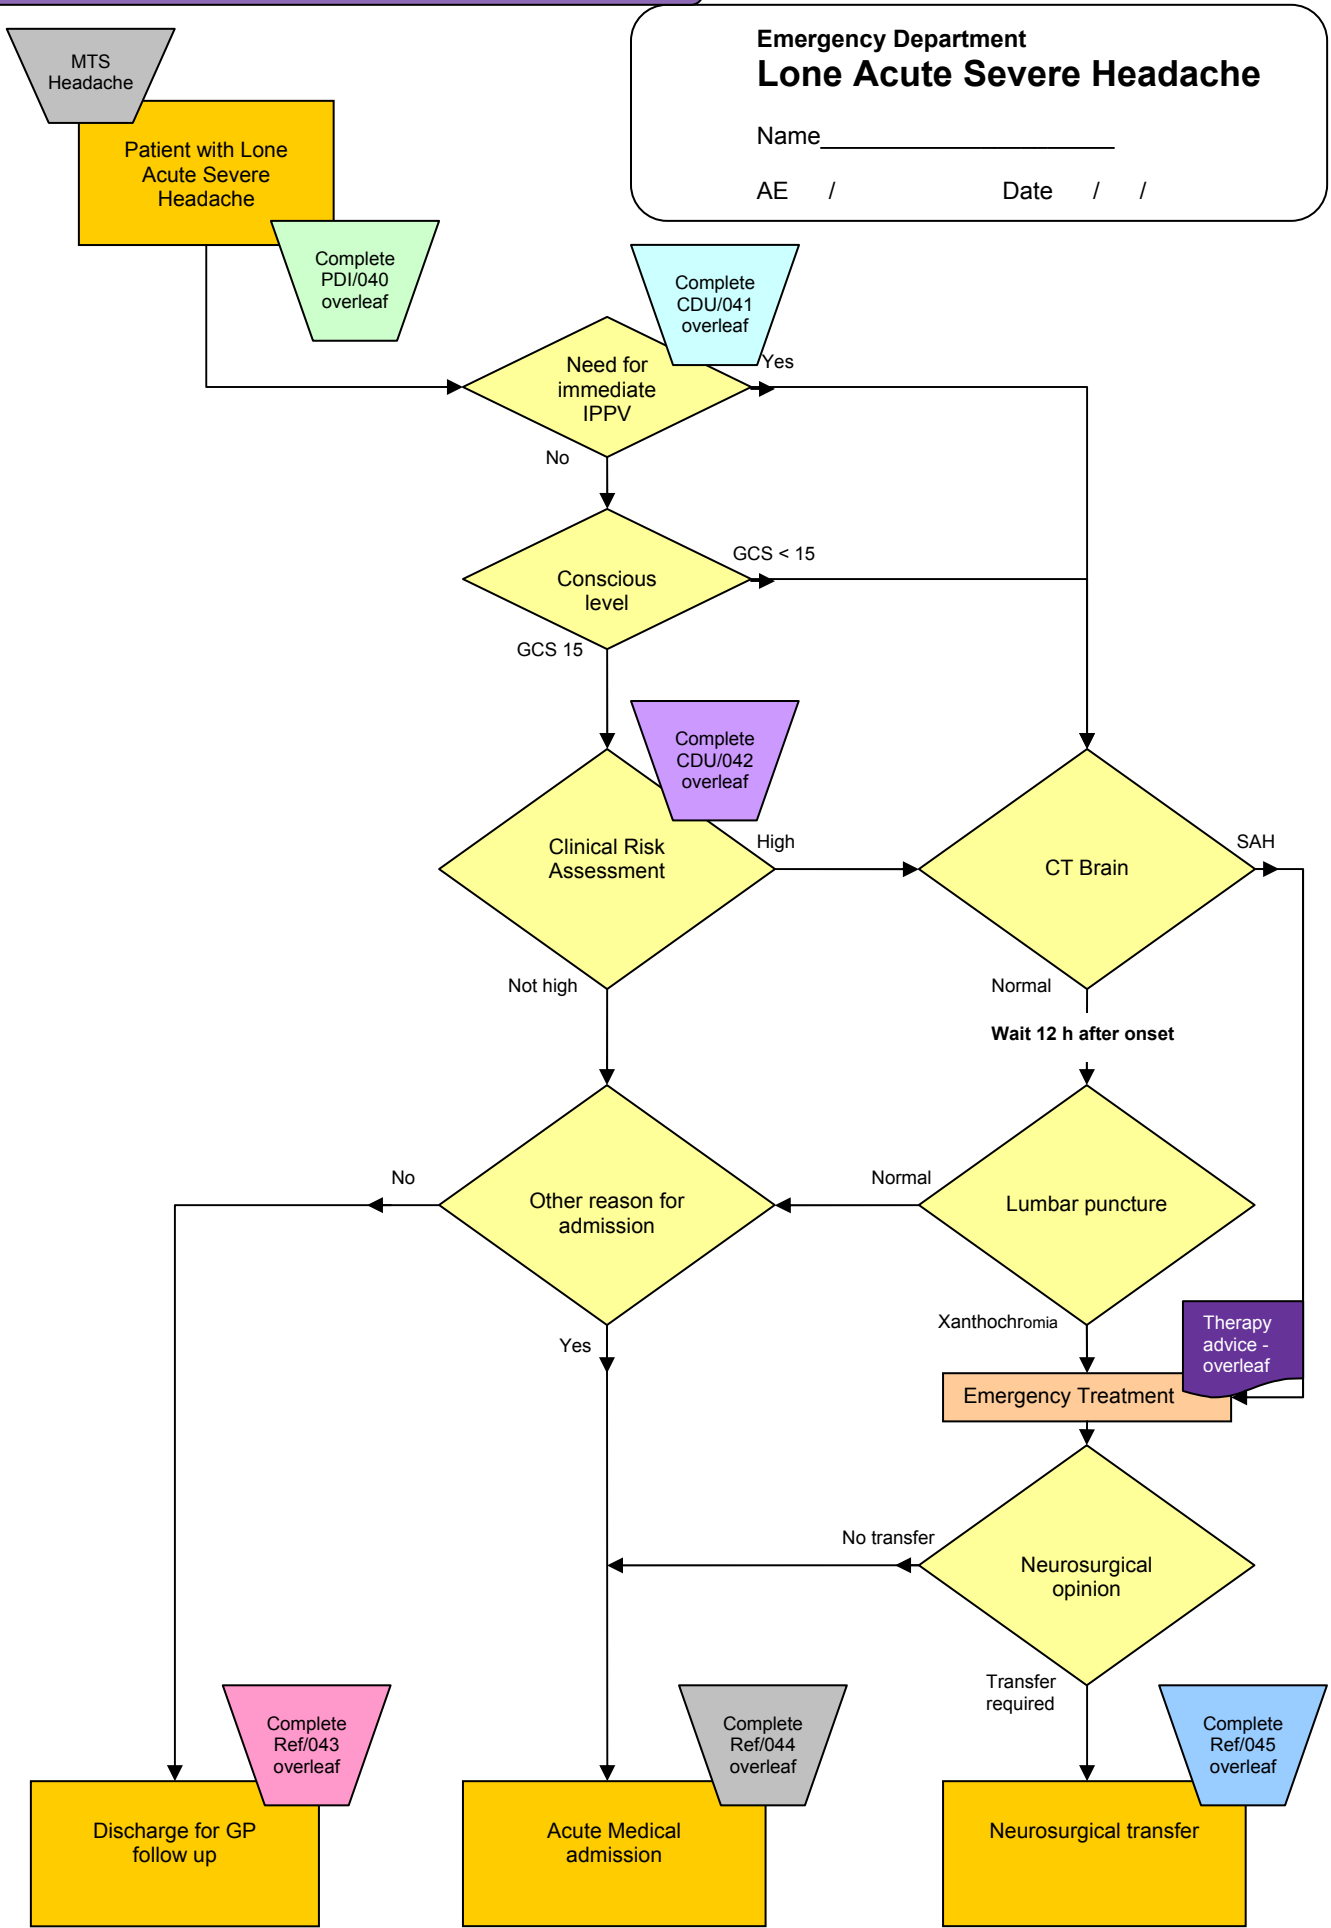 Emergency Department
Lone Acute Severe Headache
Name
AE / Date / /
MTS
Headache
Patient with Lone
Acute Severe
Headache
Complete
PDI/040
overleaf
Complete
CDU/041
overleaf
Need for
immediate
IPPV
Yes
No
Conscious
level
GCS < 15
GCS 15
Complete
CDU/042
overleaf
Clinical Risk
Assessment
High
CT Brain
SAH
Not high
Normal
Wait 12 h after onset
No
Other reason for
admission
Normal
Lumbar puncture
Yes
Xanthochromia
Therapy
advice -
overleaf
Emergency Treatment
No transfer
Neurosurgical
opinion
Transfer
required
Complete
Ref/043
overleaf
Complete
Ref/044
overleaf
Complete
Ref/045
overleaf
Discharge for GP
follow up
Acute Medical
admission
Neurosurgical transfer